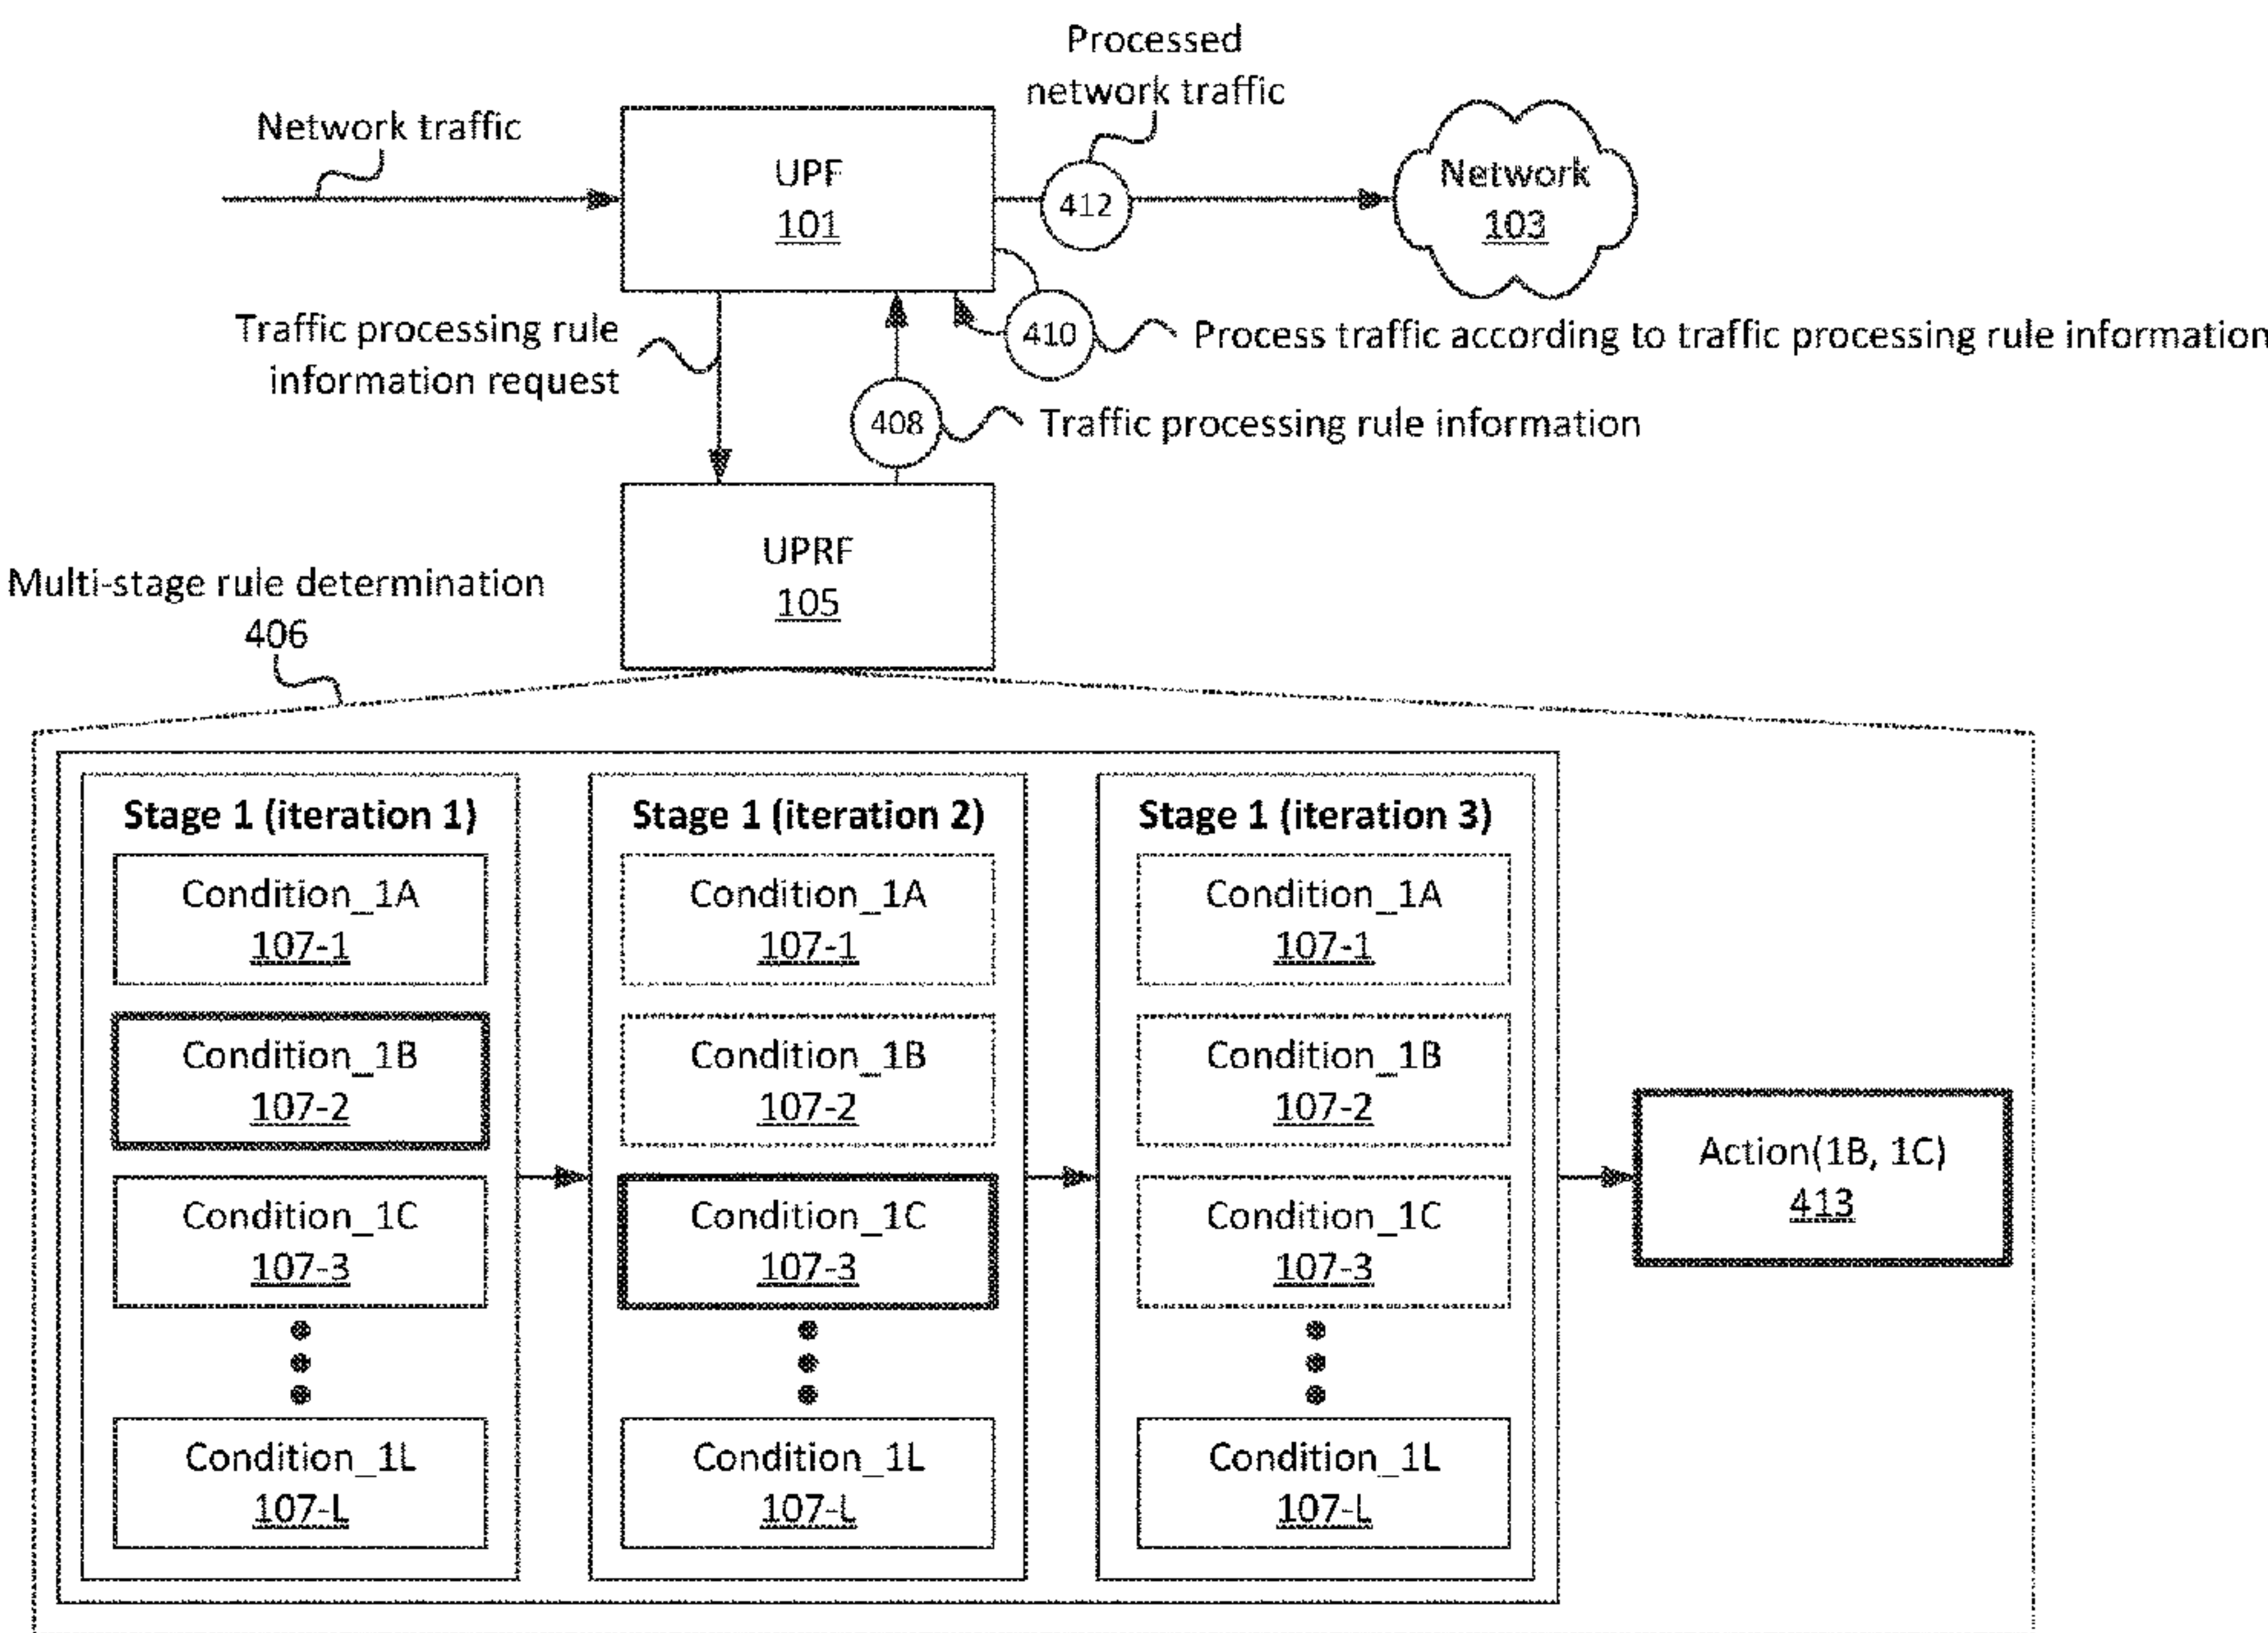 Processed
network traffic
Network traffic
UPF
101
412
Network
103
Traffic processing rule
information request
410
Process traffic according to traffic processing rule information
408
Traffic processing rule information
UPRF
105
Multi-stage rule determination
406
Stage 1 (iteration 1)
Condition_1A
107-1
Condition_1B
107-2
Condition_1C
107-3
Condition_1L
107-L
Stage 1 (iteration 2)
Condition_1A
107-1
Condition_1B
107-2
Condition_1C
107-3
Condition_1L
107-L
Stage 1 (iteration 3)
Condition_1A
107-1
Condition_1B
107-2
Condition_1C
107-3
Condition_1L
107-L
Action(1B, 1C)
413